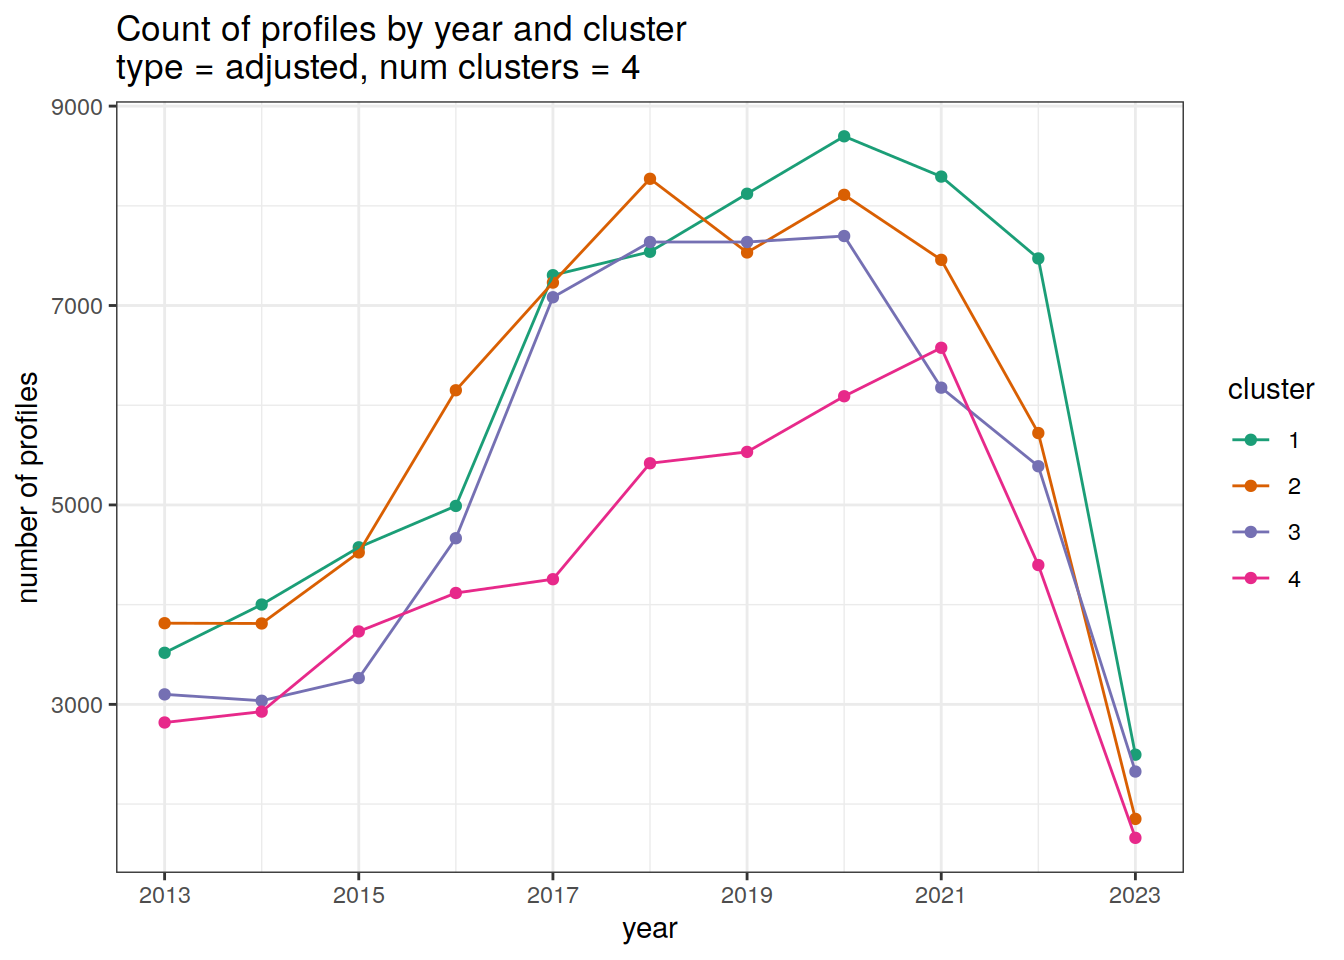 Count of profiles by year and cluster
type = adjusted, num clusters = 4
9000
7000
5000
3000
number of profiles
2013 2015 2017 2019 2021 2023
year
cluster
1
2
3
4